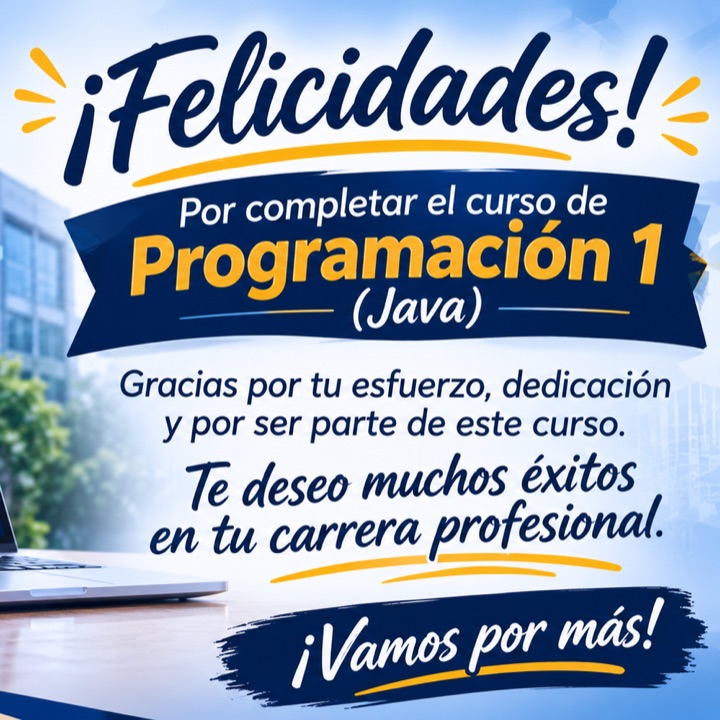 ¡Felicidades!
Por completar el curso de
Programación 1
(Java)
Gracias por tu esfuerzo, dedicación
y por ser parte de este curso.
Te deseo muchos éxitos
en tu carrera profesional.
¡Vamos por más!